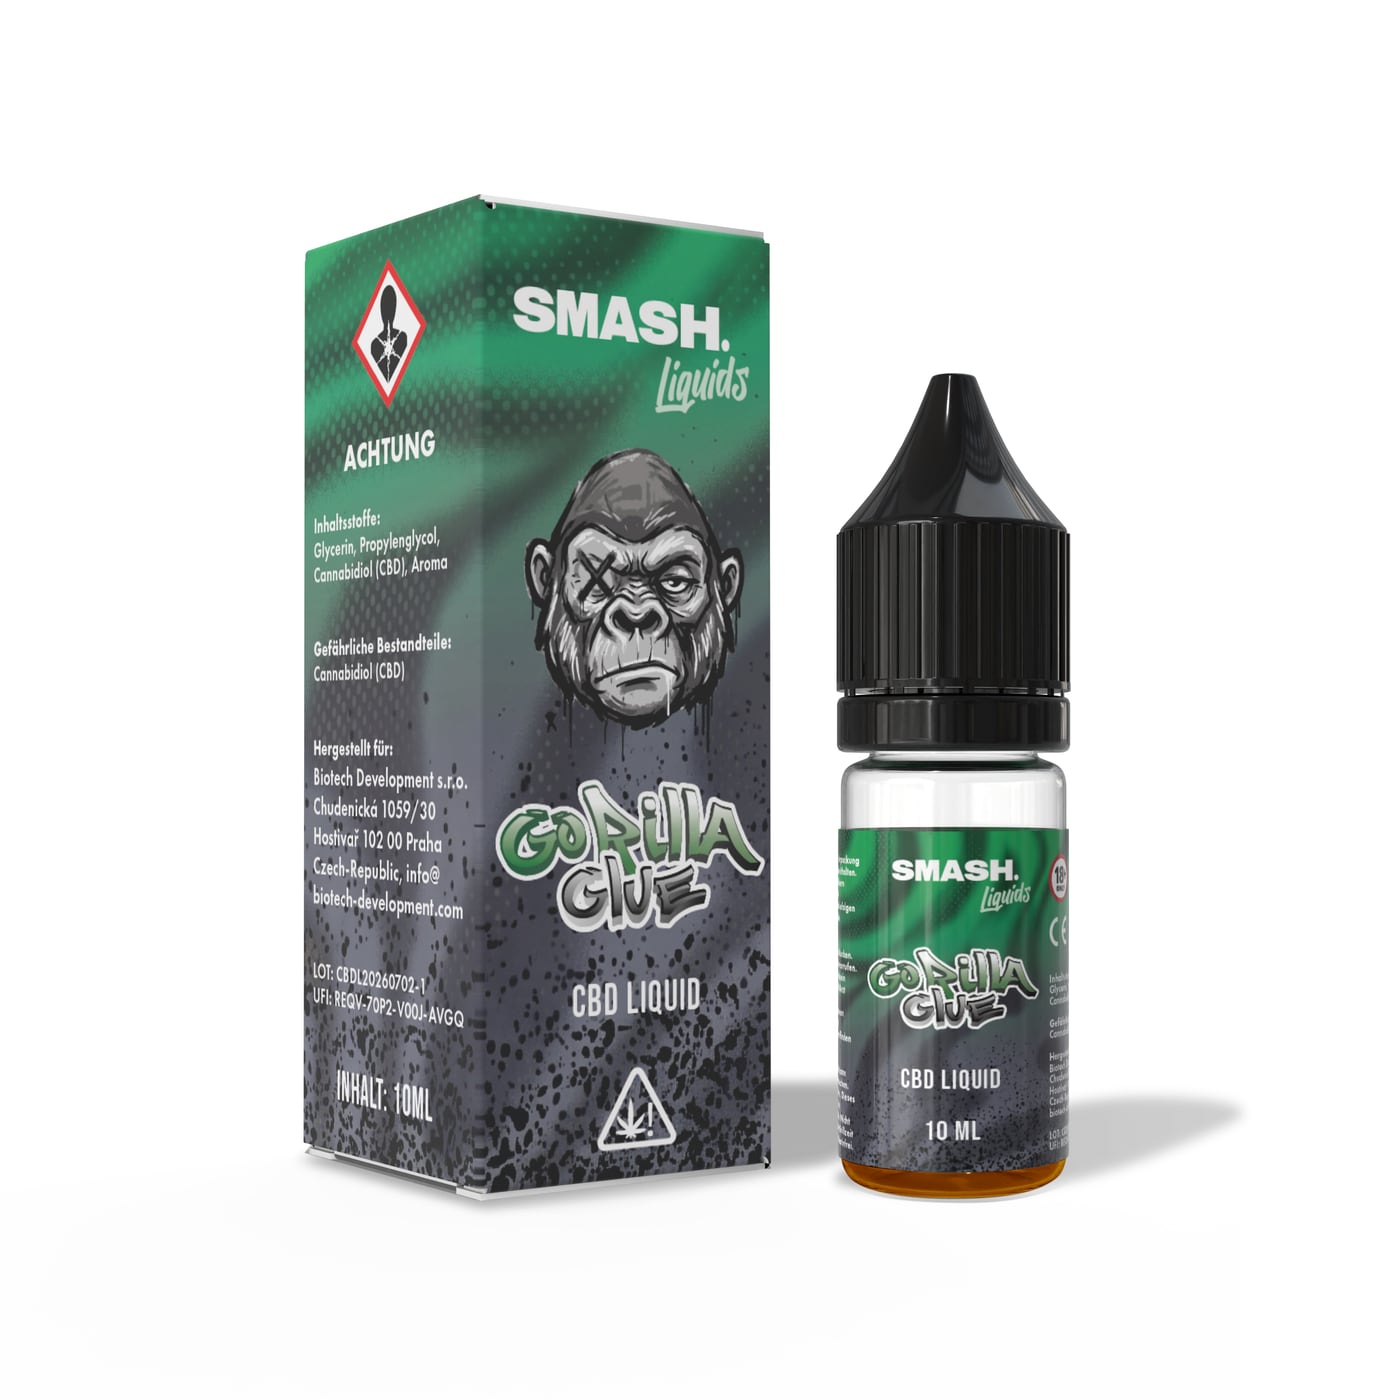 ACHTUNG
Inhaltsstoffe:
Glycerin, Propylenglycol,
Cannabidiol (CBD), Aroma
Gefährliche Bestandteile:
Cannabidiol (CBD)
Hergestellt für:
Biotech Development s.r.o.
Chudenická 1059/30
Hostivař 102 00 Praha
Czech-Republic, info@
biotech-development.com
LOT: CBDL20260702-1
UFI: REQV-70P2-V00J-AVGQ
INHALT: 10ML
SMASH.
Liquids
GORILLA
GLUE
CBD LIQUID
!
SMASH.
Liquids
GORILLA
GLUE
CBD LIQUID
10 ML
18+
CE